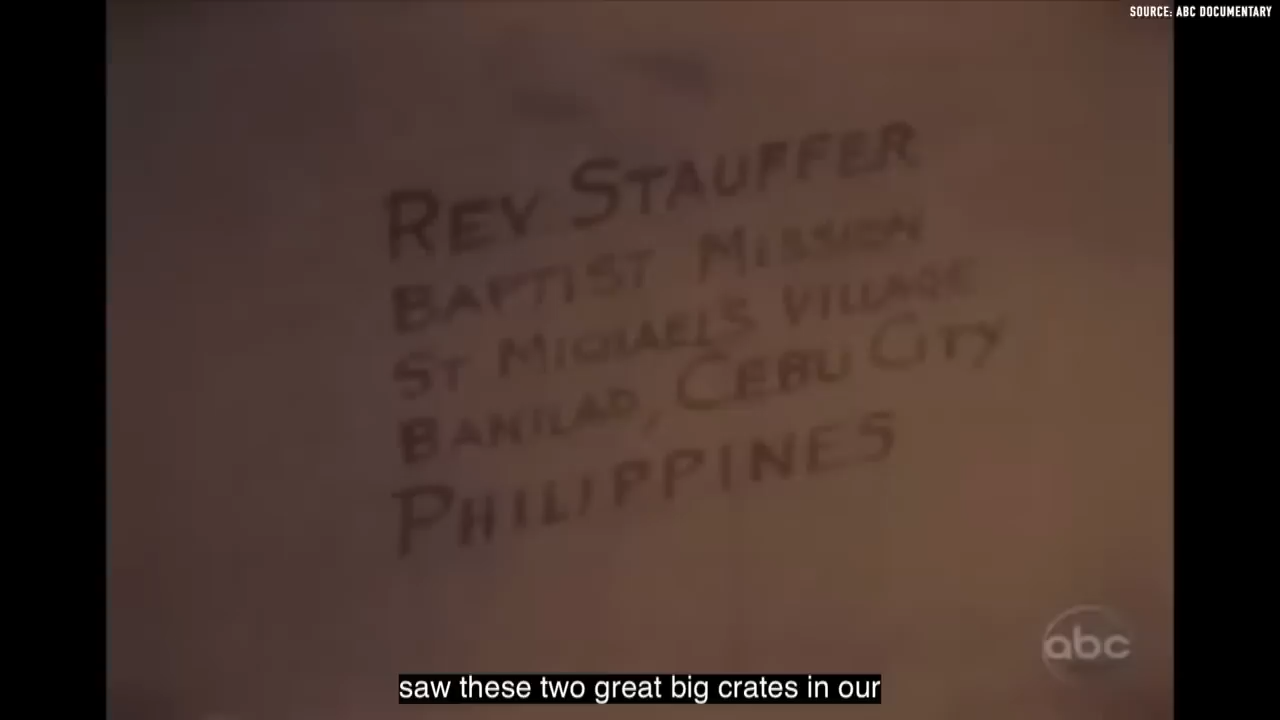 SOURCE: ABC DOCUMENTARY
REV STAUFFER
BAPTIST MISSION
ST MICHAEL'S VILLAGE
BANILAD, CEBU CITY
PHILIPPINES
abc
saw these two great big crates in our